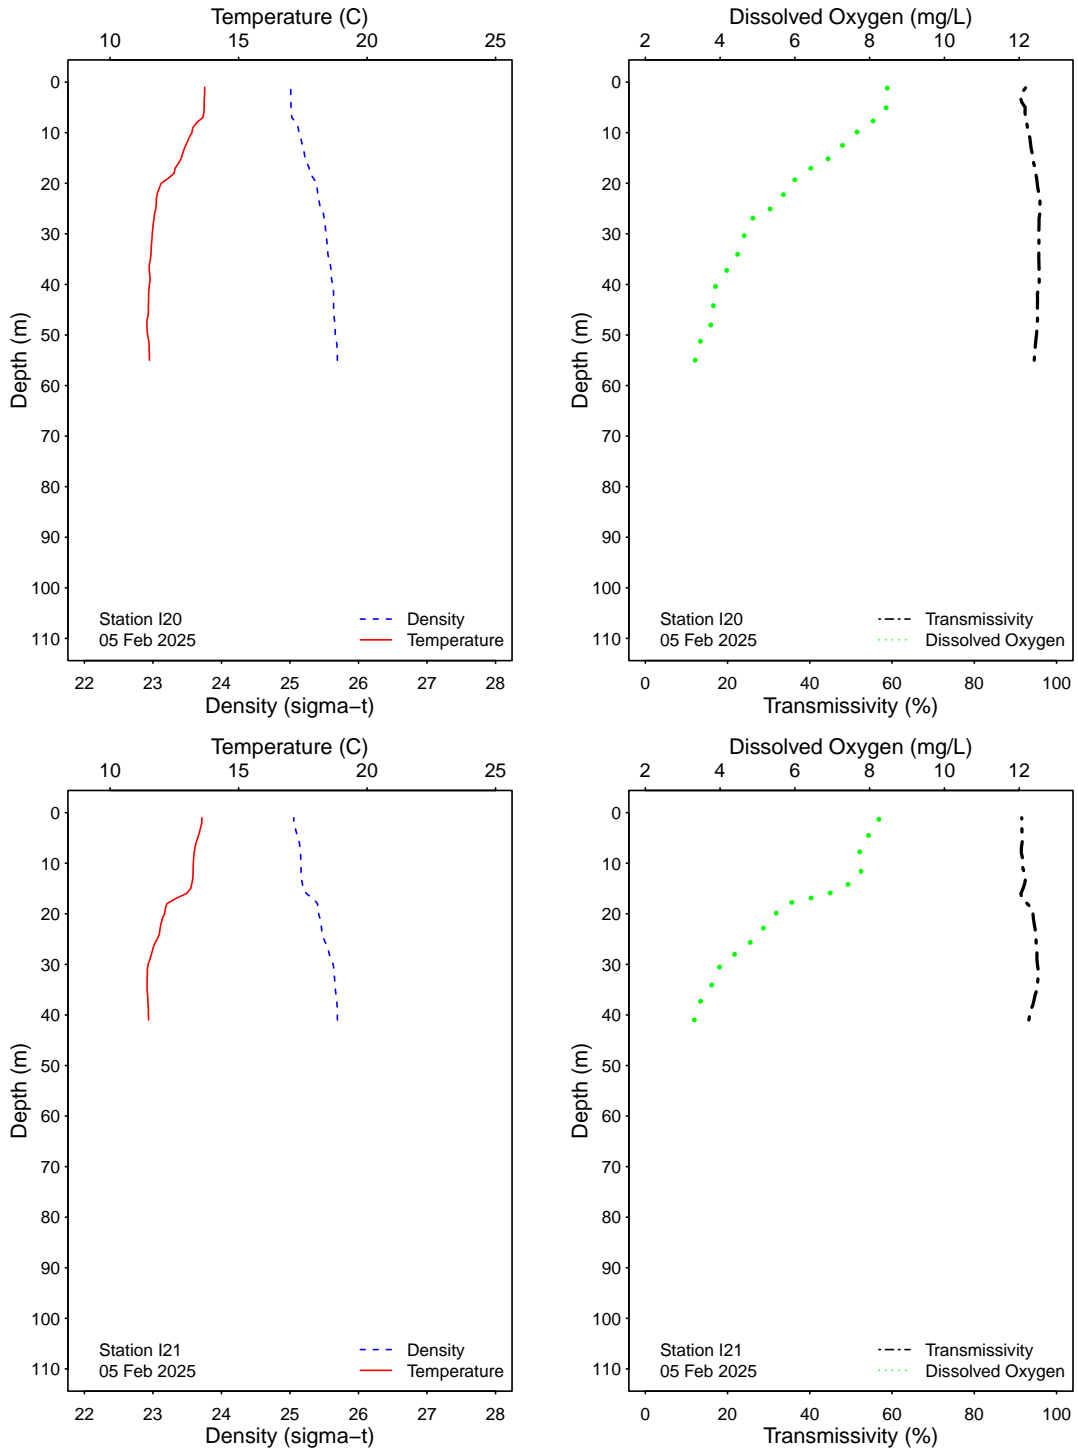 Temperature (C)
10 15 20 25
0
10
20
30
40
50
60
70
80
90
100
110
Depth (m)
Station I20
05 Feb 2025
Density
Temperature
22 23 24 25 26 27 28
Density (sigma−t)
Dissolved Oxygen (mg/L)
2 4 6 8 10 12
0
10
20
30
40
50
60
70
80
90
100
110
Depth (m)
Station I20
05 Feb 2025
Transmissivity
Dissolved Oxygen
0 20 40 60 80 100
Transmissivity (%)
Temperature (C)
10 15 20 25
0
10
20
30
40
50
60
70
80
90
100
110
Depth (m)
Station I21
05 Feb 2025
Density
Temperature
22 23 24 25 26 27 28
Density (sigma−t)
Dissolved Oxygen (mg/L)
2 4 6 8 10 12
0
10
20
30
40
50
60
70
80
90
100
110
Depth (m)
Station I21
05 Feb 2025
Transmissivity
Dissolved Oxygen
0 20 40 60 80 100
Transmissivity (%)